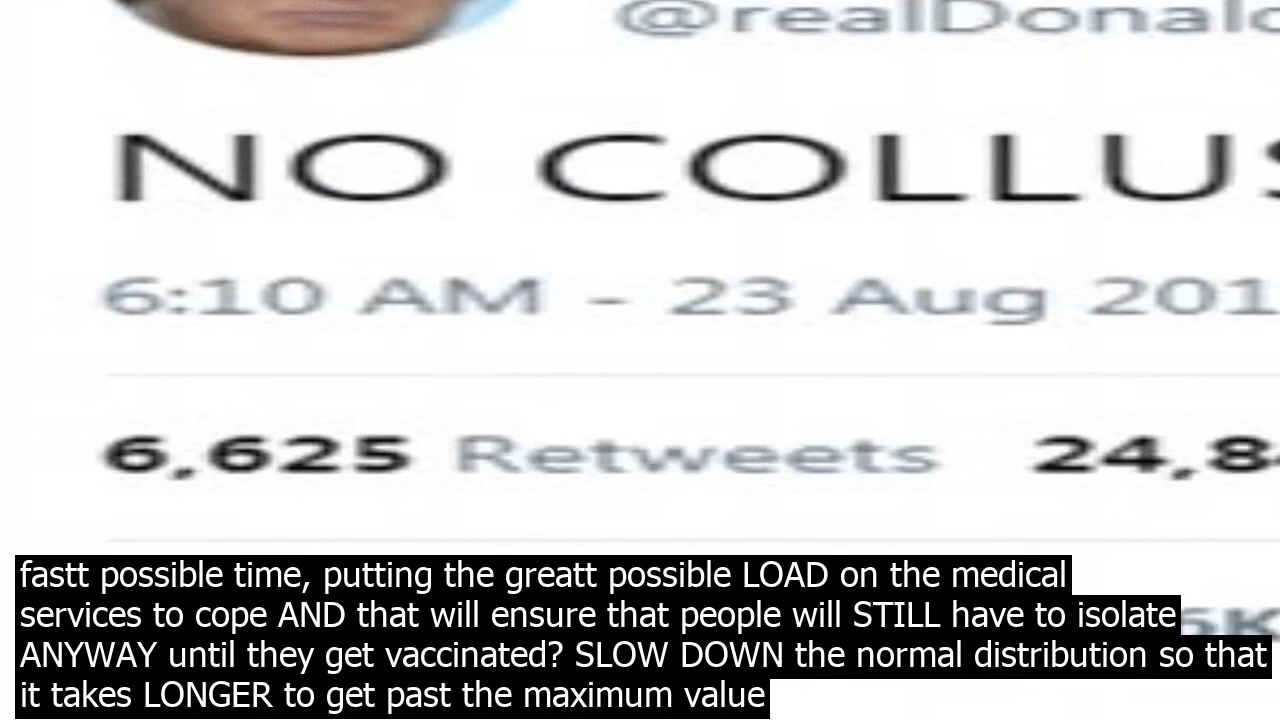 @realDonald
NO COLLUS
6:10 AM - 23 Aug 201
6,625 Retweets 24,84
fastt possible time, putting the greatt possible LOAD on the medical
services to cope AND that will ensure that people will STILL have to isolate
5K
ANYWAY until they get vaccinated? SLOW DOWN the normal distribution so that
it takes LONGER to get past the maximum value